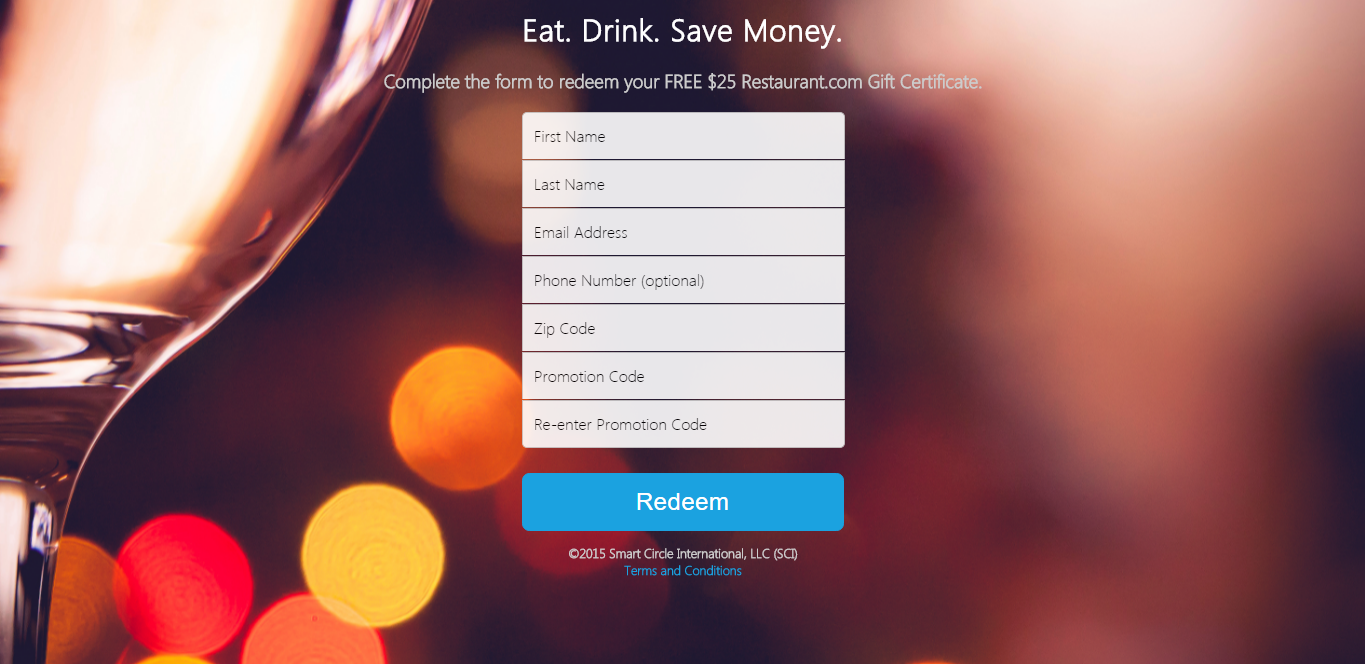 Eat. Drink. Save Money.
Complete the form to redeem your FREE $25 Restaurant.com Gift Certificate.
First Name
Last Name
Email Address
Phone Number (optional)
Zip Code
Promotion Code
Re-enter Promotion Code
Redeem
©2015 Smart Circle International, LLC (SCI)
Terms and Conditions